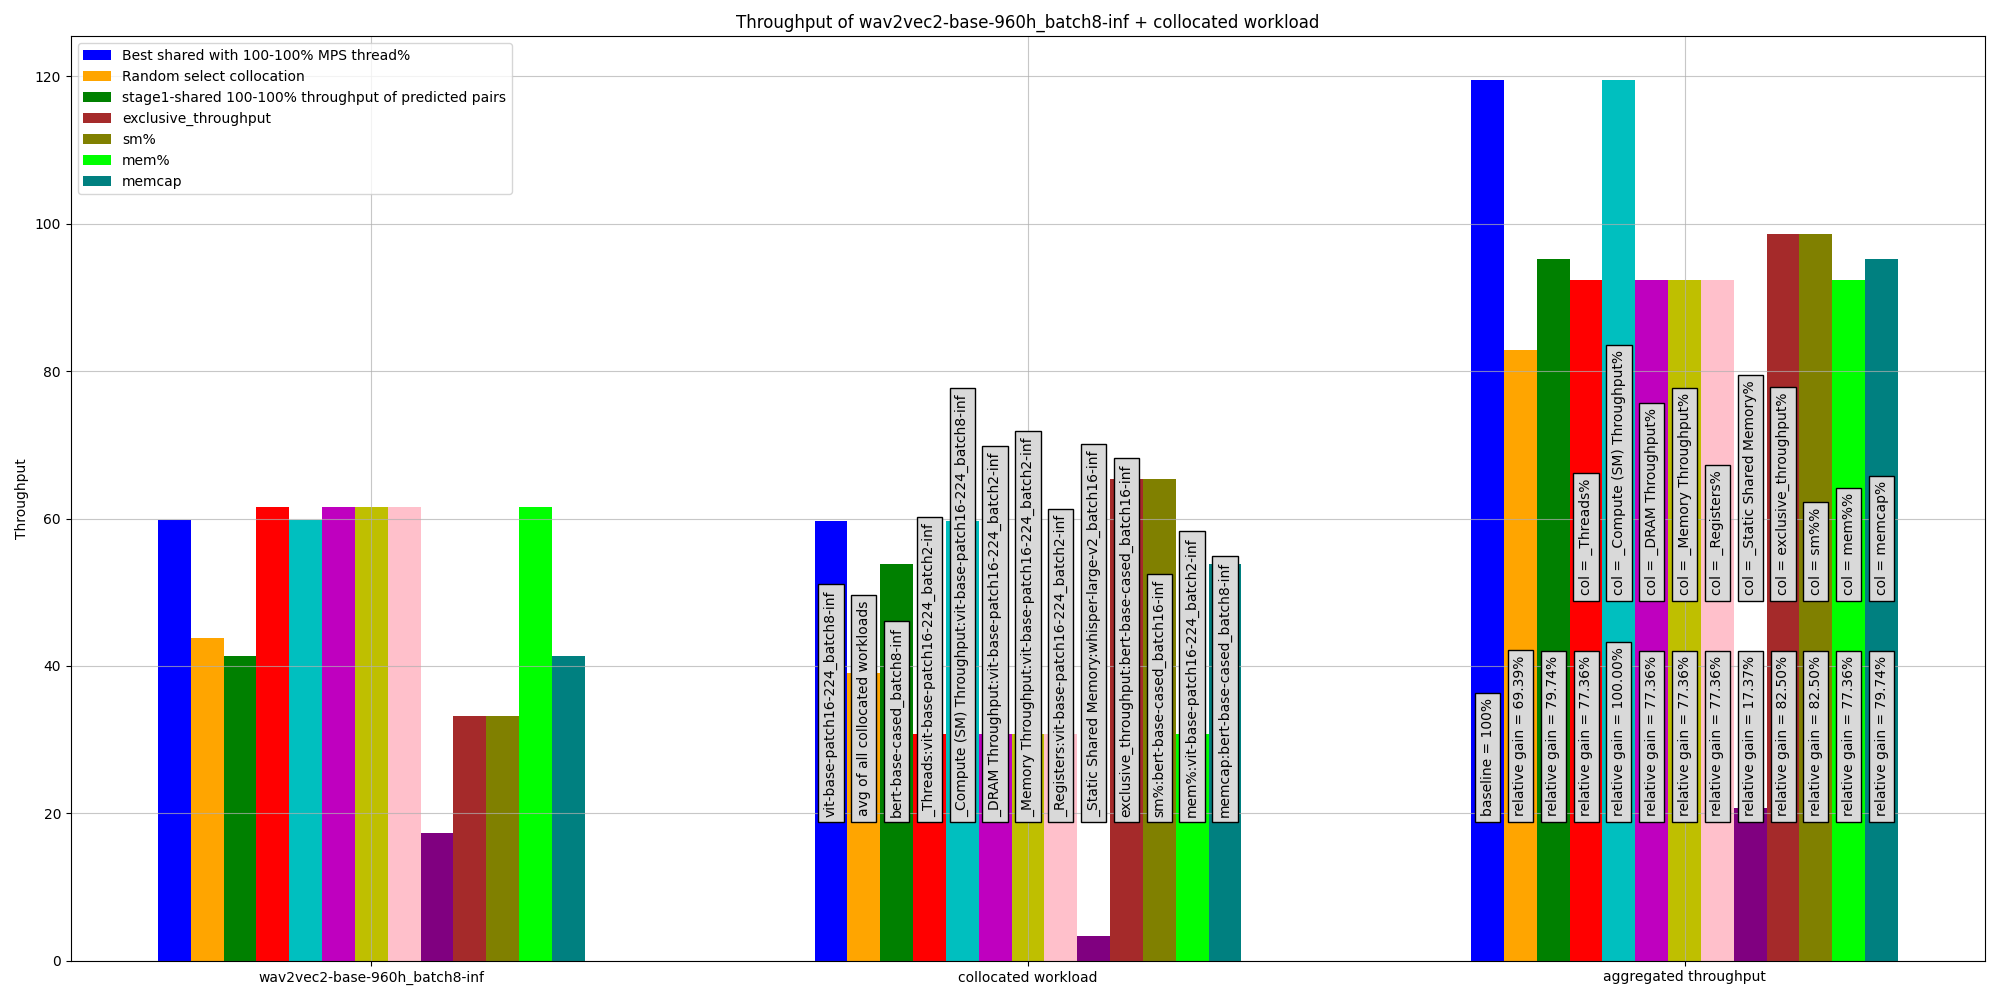 Throughput of wav2vec2-base-960h_batch8-inf + collocated workload
Best shared with 100-100% MPS thread%
Random select collocation
stage1-shared 100-100% throughput of predicted pairs
exclusive_throughput
sm%
mem%
memcap
Throughput
120
100
80
60
40
20
0
vit-base-patch16-224_batch8-inf
avg of all collocated workloads
bert-base-cased_batch8-inf
_Threads:vit-base-patch16-224_batch2-inf
_Compute (SM) Throughput:vit-base-patch16-224_batch8-inf
_DRAM Throughput:vit-base-patch16-224_batch2-inf
_Memory Throughput:vit-base-patch16-224_batch2-inf
_Registers:vit-base-patch16-224_batch2-inf
_Static Shared Memory:whisper-large-v2_batch16-inf
exclusive_throughput:bert-base-cased_batch16-inf
sm%:bert-base-cased_batch16-inf
mem%:vit-base-patch16-224_batch2-inf
memcap:bert-base-cased_batch8-inf
col = _Threads%
col = _Compute (SM) Throughput%
col = _DRAM Throughput%
col = _Memory Throughput%
col = _Registers%
col = _Static Shared Memory%
col = exclusive_throughput%
col = sm%%
col = mem%%
col = memcap%
baseline = 100%
relative gain = 69.39%
relative gain = 79.74%
relative gain = 77.36%
relative gain = 100.00%
relative gain = 77.36%
relative gain = 77.36%
relative gain = 77.36%
relative gain = 17.37%
relative gain = 82.50%
relative gain = 82.50%
relative gain = 77.36%
relative gain = 79.74%
wav2vec2-base-960h_batch8-inf
collocated workload
aggregated throughput